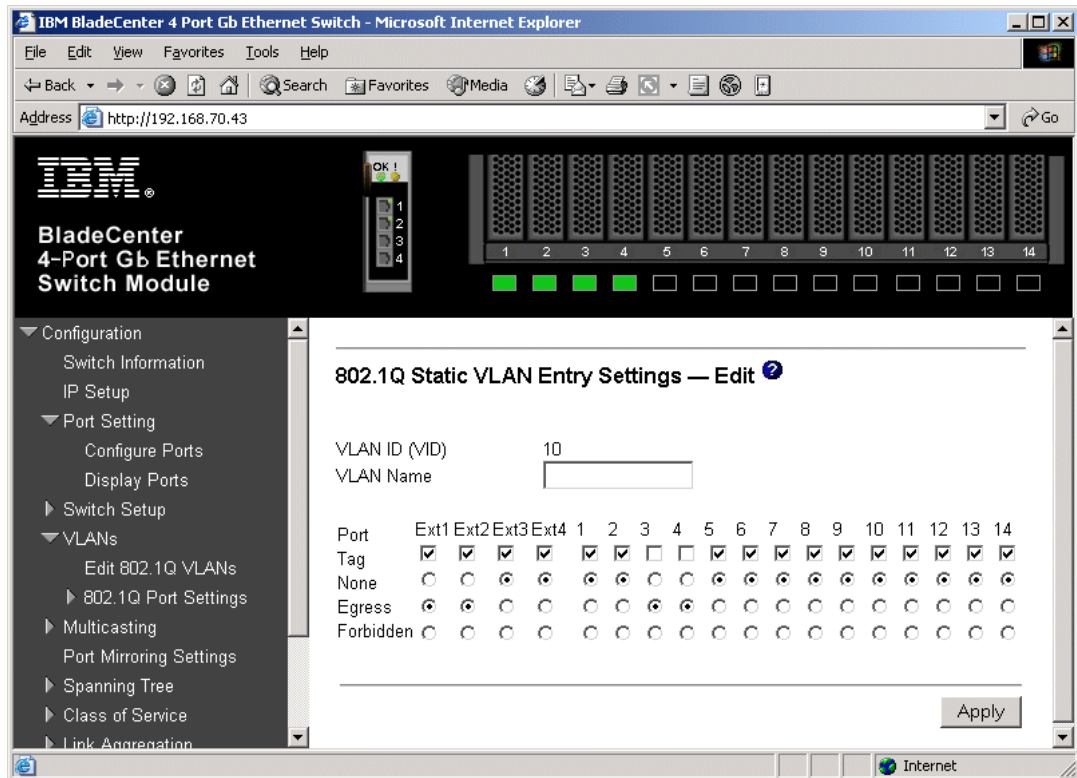 IBM BladeCenter 4 Port Gb Ethernet Switch - Microsoft Internet Explorer
File Edit View Favorites Tools Help
Back Search Favorites Media
Address http://192.168.70.43 Go
IBM®
BladeCenter
4-Port Gb Ethernet
Switch Module
OK !
1
2
3
4
1 2 3 4 5 6 7 8 9 10 11 12 13 14
Configuration
Switch Information
IP Setup
Port Setting
Configure Ports
Display Ports
Switch Setup
VLANs
Edit 802.1Q VLANs
802.1Q Port Settings
Multicasting
Port Mirroring Settings
Spanning Tree
Class of Service
Link Aggregation
802.1Q Static VLAN Entry Settings — Edit ?
VLAN ID (VID) 10
VLAN Name
Port Ext1 Ext2 Ext3 Ext4 1 2 3 4 5 6 7 8 9 10 11 12 13 14
Tag
None
Egress
Forbidden
Apply
Internet